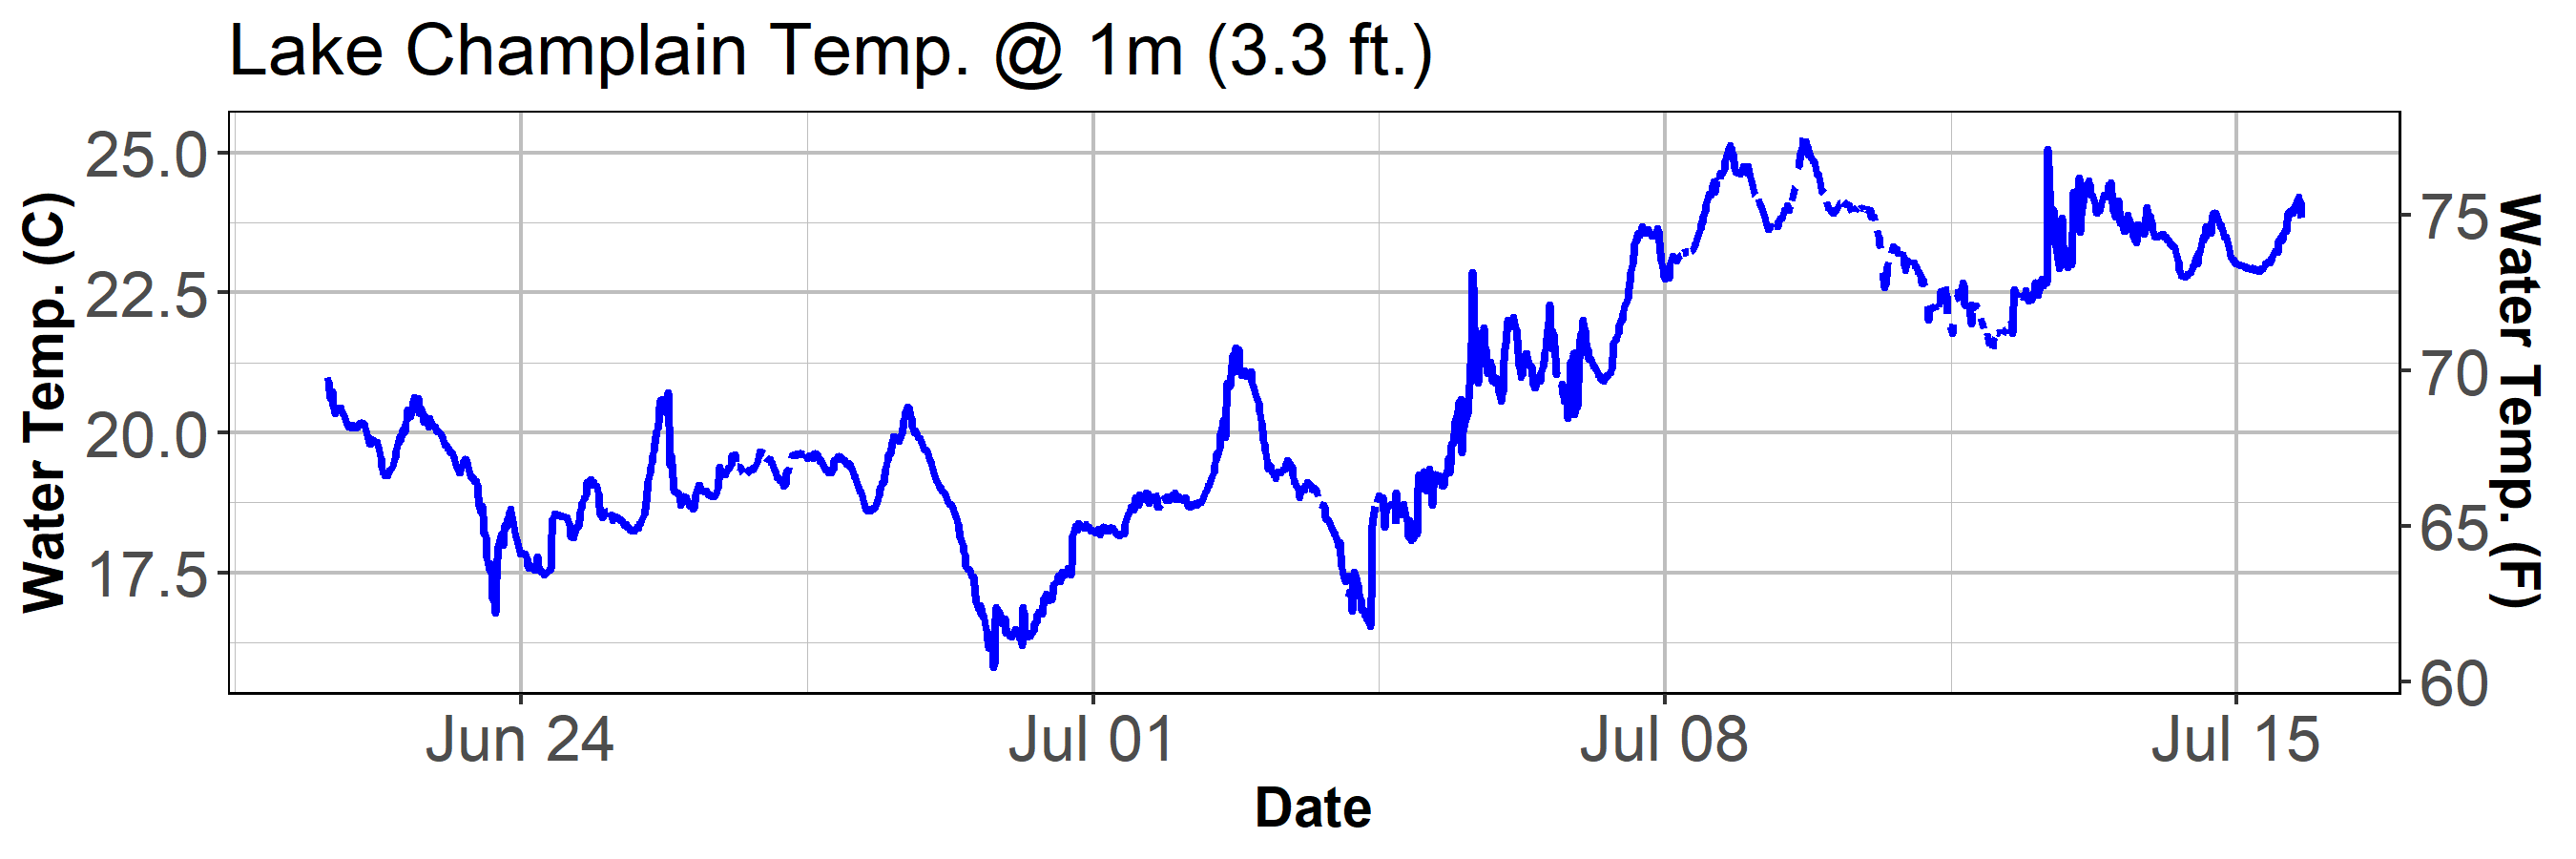 Lake Champlain Temp. @ 1m (3.3 ft.)
Water Temp. (C)
25.0
22.5
20.0
17.5
75
70
65
60
Water Temp. (F)
Jun 24
Jul 01
Jul 08
Jul 15
Date